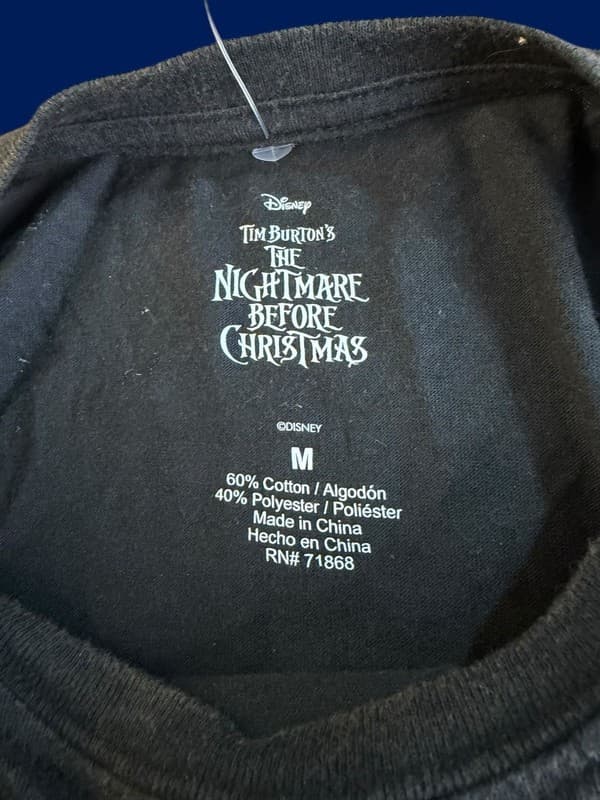 Disney
TIM BURTON'S
THE
NIGHTMARE
BEFORE
CHRISTMAS
©DISNEY
M
60% Cotton / Algodón
40% Polyester / Poliéster
Made in China
Hecho en China
RN# 71868